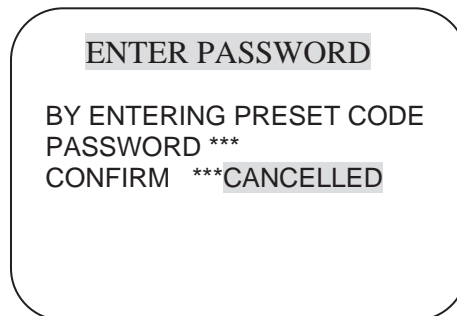 ENTER PASSWORD
BY ENTERING PRESET CODE
PASSWORD ***
CONFIRM ***CANCELLED